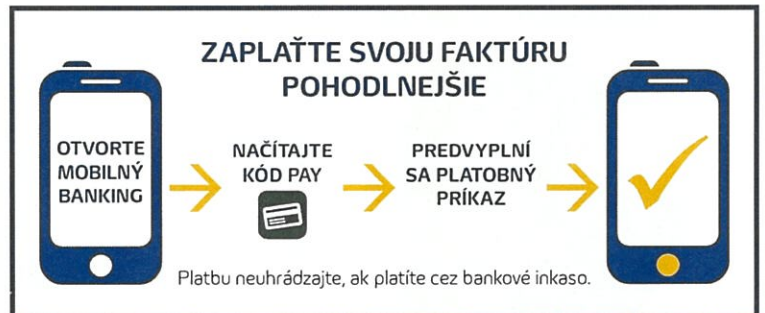 ZAPLAŤTE SVOJU FAKTÚRU
POHODLNEJŠIE
OTVORTE
MOBILNÝ
BANKING
NAČÍTAJTE
KÓD PAY
PREDVYPLNÍ
SA PLATOBNÝ
PRÍKAZ
Platbu neuhrádzajte, ak platíte cez bankové inkaso.